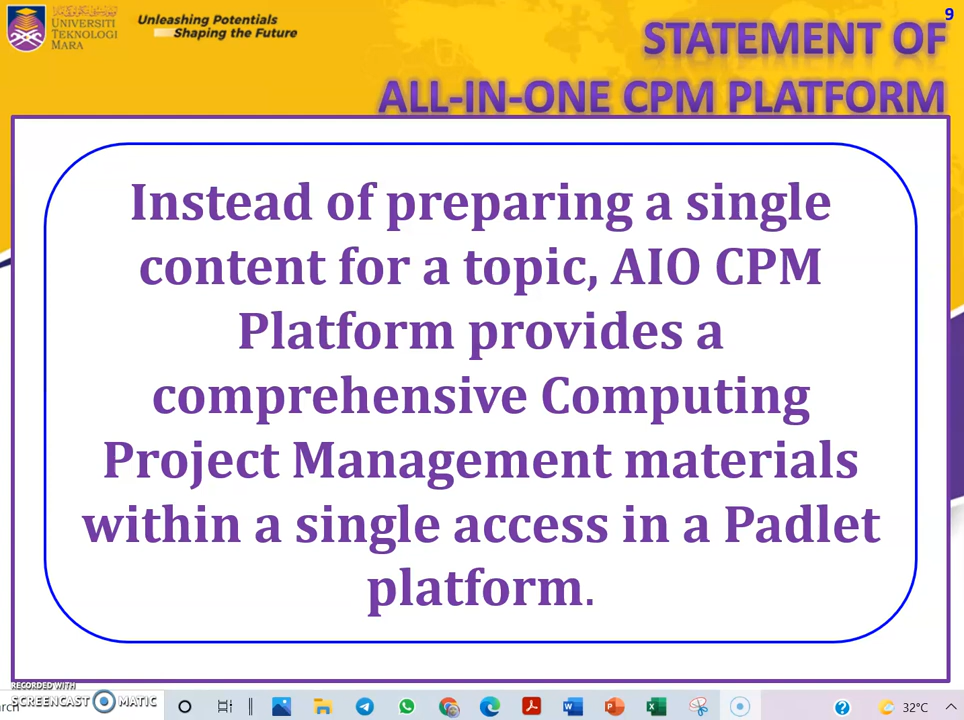 9
UNIVERSITI
TEKNOLOGI
MARA
Unleashing Potentials
Shaping the Future
STATEMENT OF
ALL-IN-ONE CPM PLATFORM
Instead of preparing a single
content for a topic, AIO CPM
Platform provides a
comprehensive Computing
Project Management materials
within a single access in a Padlet
platform.
RECORDED WITH
SCREENCAST MATIC
32°C